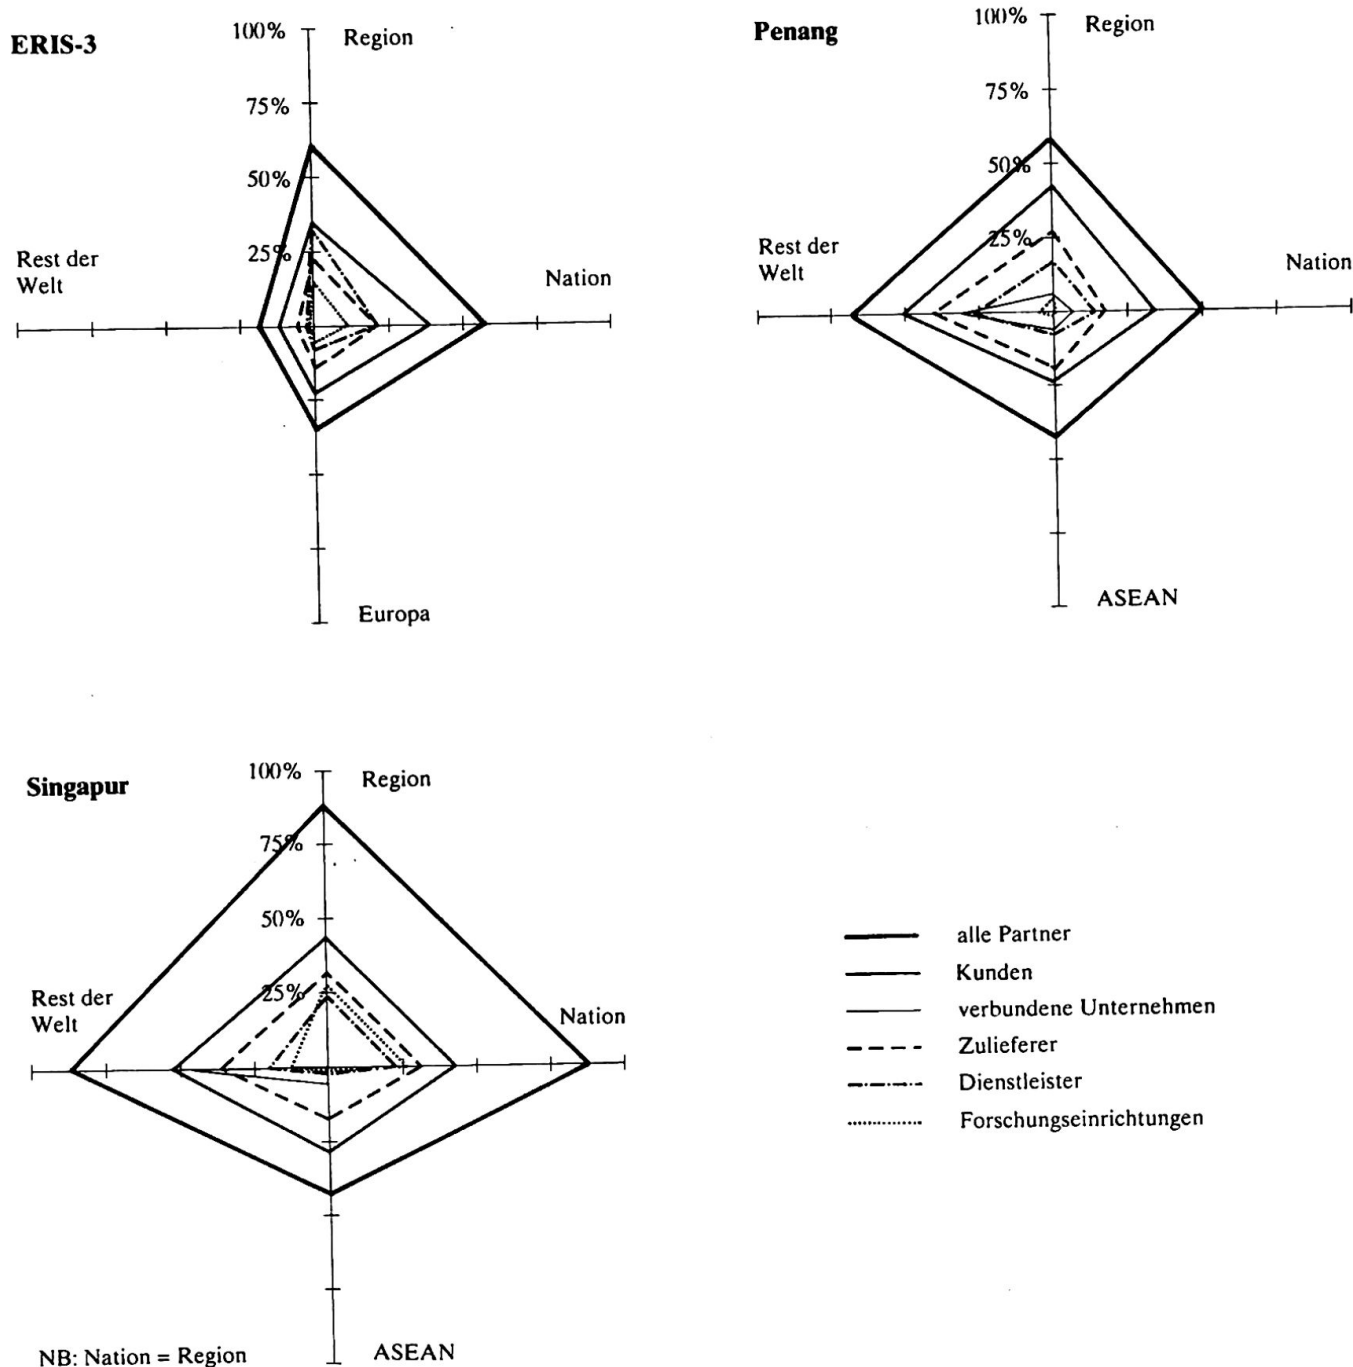 ERIS-3
100%
Region
75%
50%
25%
Rest der
Welt
Nation
Europa
Penang
100%
Region
75%
50%
25%
Rest der
Welt
Nation
ASEAN
Singapur
100%
Region
75%
50%
25%
Rest der
Welt
Nation
ASEAN
NB: Nation = Region
alle Partner
Kunden
verbundene Unternehmen
Zulieferer
Dienstleister
Forschungseinrichtungen